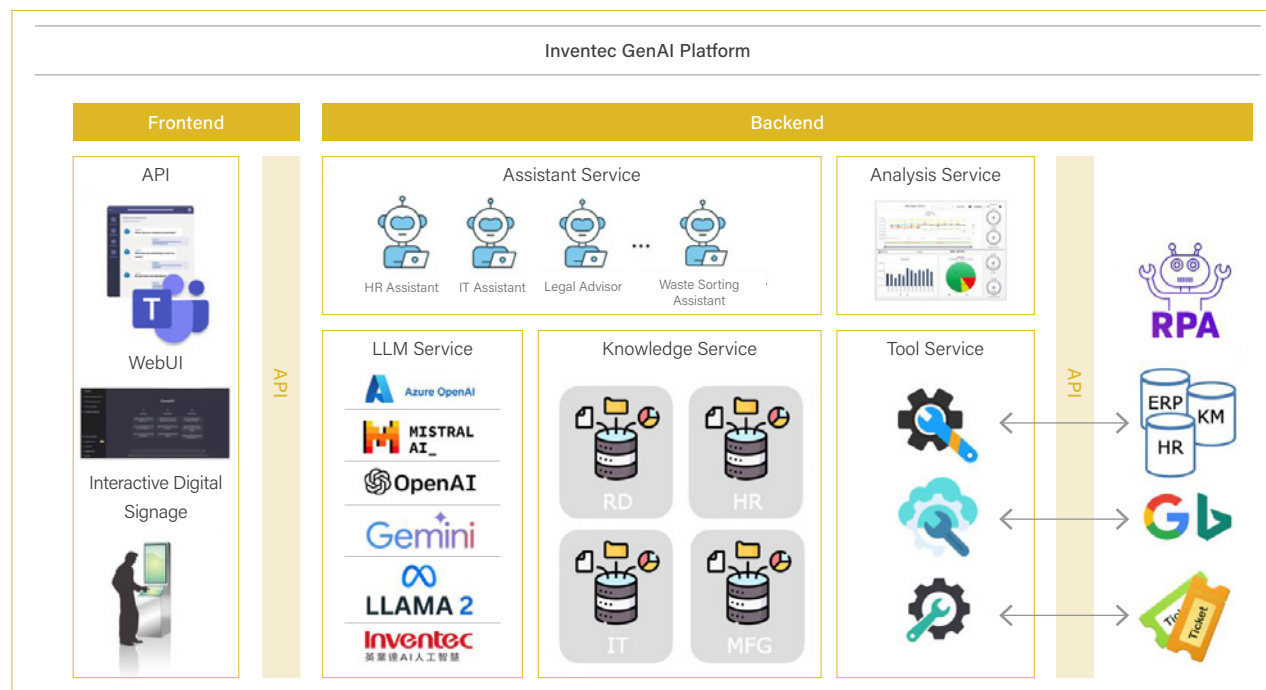 Inventec GenAI Platform
Frontend
Backend
API
T
WebUI
Interactive Digital
Signage
API
Assistant Service
HR Assistant
IT Assistant
Legal Advisor
...
Waste Sorting
Assistant
Analysis Service
LLM Service
Azure OpenAI
MISTRAL
AI_
OpenAI
Gemini
LLAMA 2
Inventec
英業達AI人工智慧
Knowledge Service
RD
HR
IT
MFG
Tool Service
API
RPA
ERP
KM
HR
G
Ticket